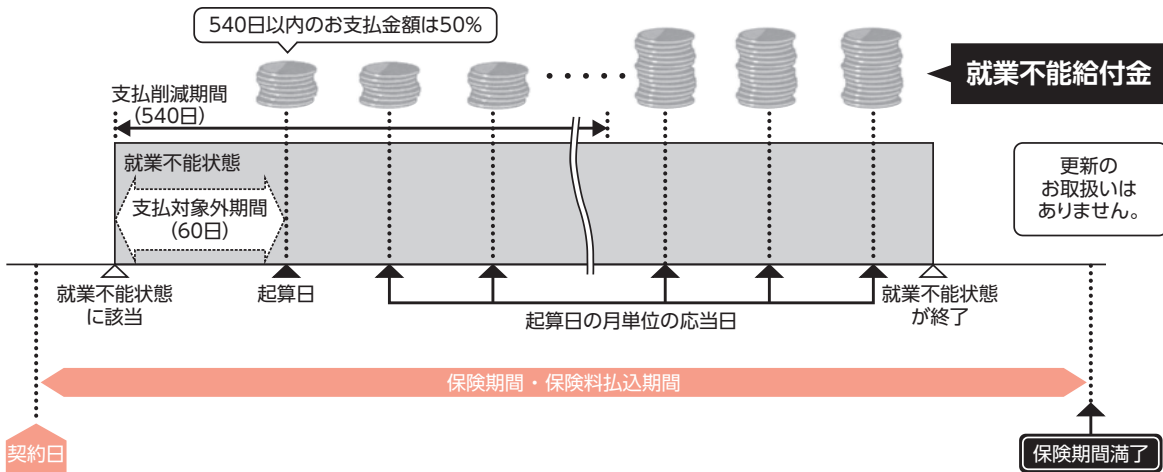 540日以内のお支払金額は50%
就業不能給付金
支払削減期間
(540日)
就業不能状態
支払対象外期間
(60日)
更新の
お取扱いは
ありません。
就業不能状態
に該当
起算日
起算日の月単位の応当日
就業不能状態
が終了
保険期間・保険料払込期間
契約日
保険期間満了